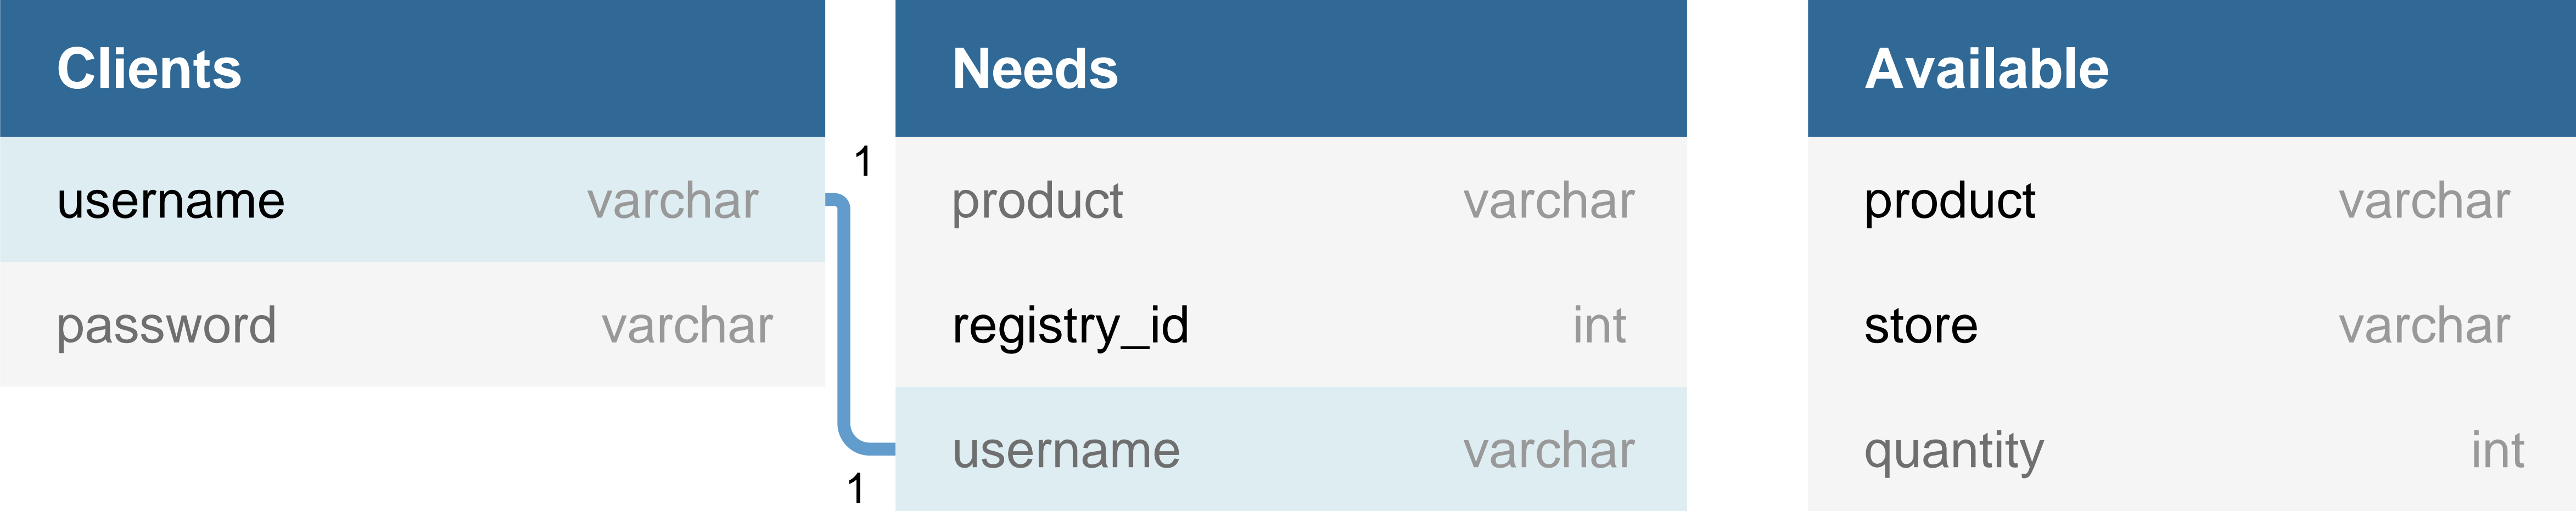 Clients
username varchar
password varchar
1
1
Needs
product varchar
registry_id int
username varchar
Available
product varchar
store varchar
quantity int